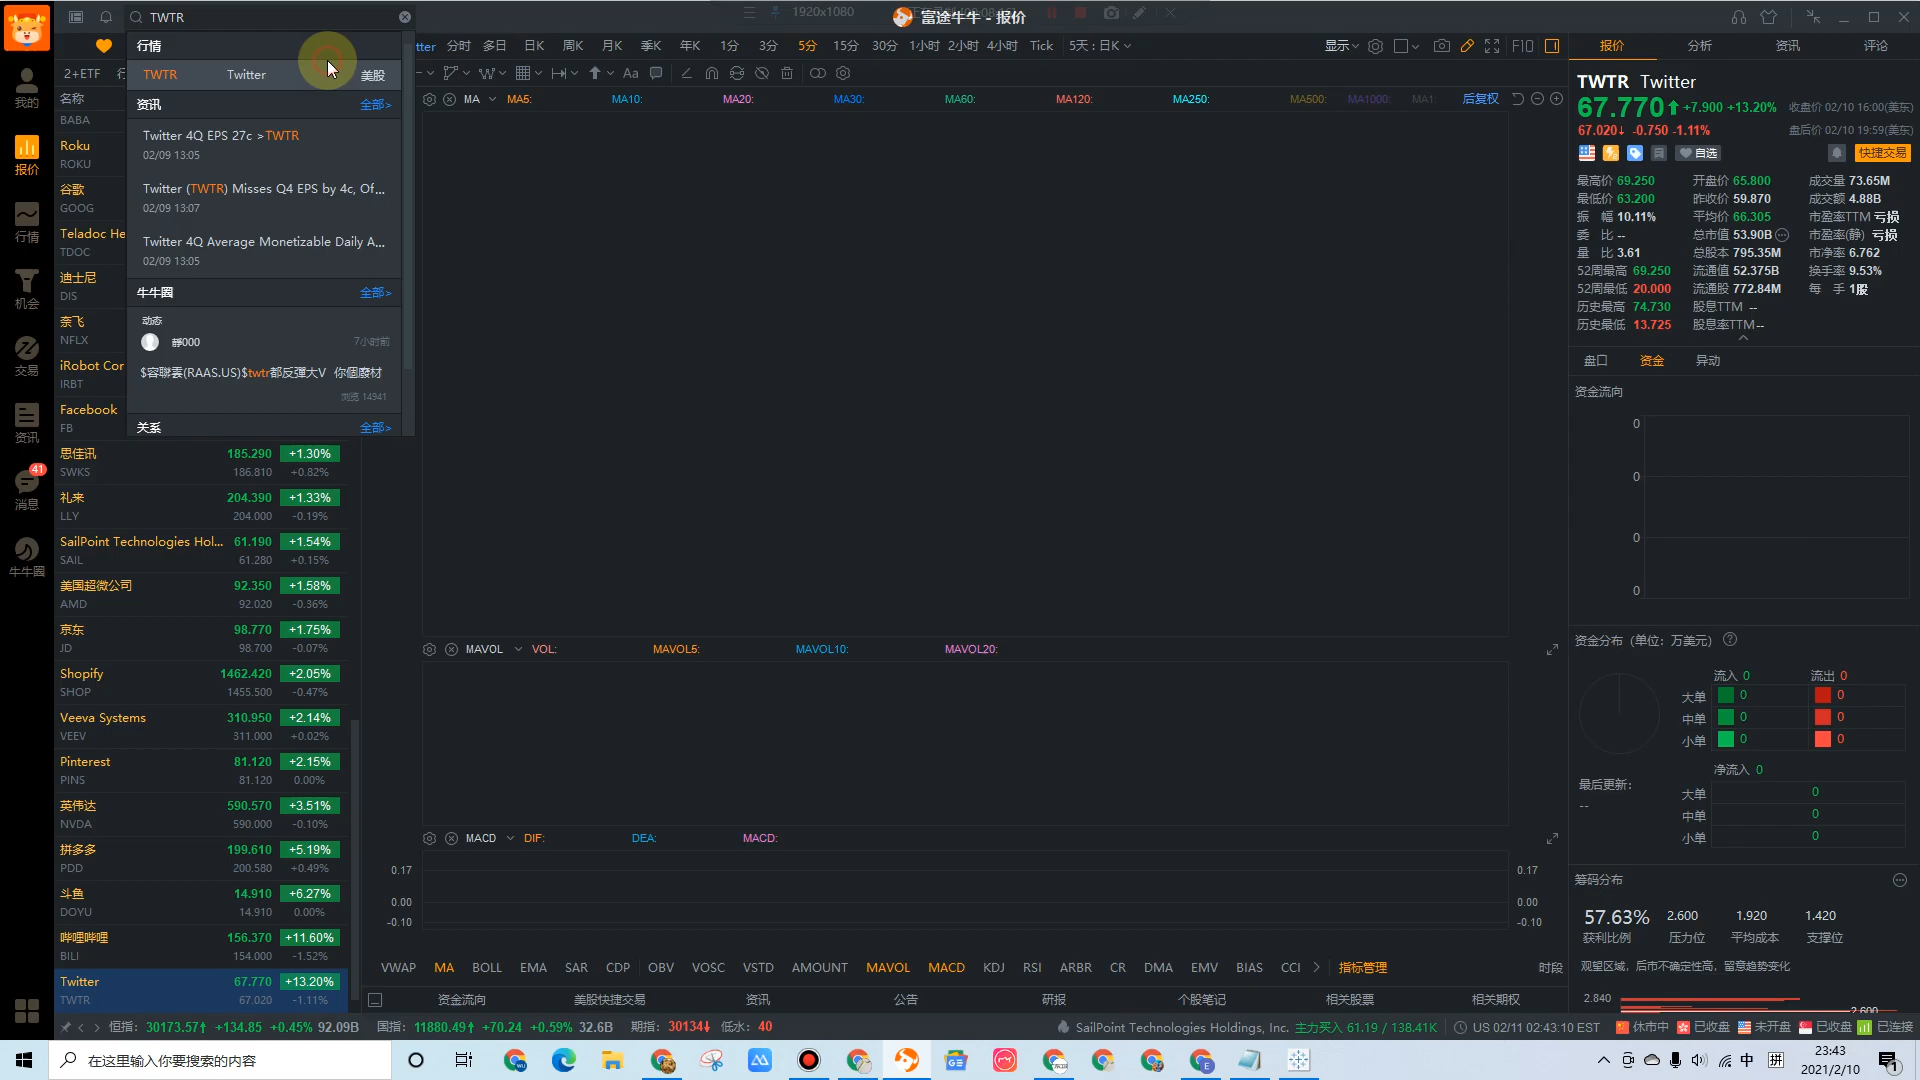 TWTR
1920x1080
富途牛牛 - 报价
我的
报价
行情
机会
交易
资讯
41
消息
牛牛圈
2+ETF
名称
行情
TWTR Twitter 美股
资讯 全部>
Twitter 4Q EPS 27c >TWTR
02/09 13:05
Twitter (TWTR) Misses Q4 EPS by 4c, Of...
02/09 13:07
Twitter 4Q Average Monetizable Daily A...
02/09 13:05
牛牛圈 全部>
动态
靜000 7小时前
$容聯雲(RAAS.US)$twtr都反彈大V 你個廢材
浏览 14941
关系 全部>
BABA
Roku
ROKU
谷歌
GOOG
Teladoc He
TDOC
迪士尼
DIS
奈飞
NFLX
iRobot Cor
IRBT
Facebook
FB
思佳讯 185.290 +1.30%
SWKS 186.810 +0.82%
礼来 204.390 +1.33%
LLY 204.000 -0.19%
SailPoint Technologies Hol... 61.190 +1.54%
SAIL 61.280 +0.15%
美国超微公司 92.350 +1.58%
AMD 92.020 -0.36%
京东 98.770 +1.75%
JD 98.700 -0.07%
Shopify 1462.420 +2.05%
SHOP 1455.500 -0.47%
Veeva Systems 310.950 +2.14%
VEEV 311.000 +0.02%
Pinterest 81.120 +2.15%
PINS 81.120 0.00%
英伟达 590.570 +3.51%
NVDA 590.000 -0.10%
拼多多 199.610 +5.19%
PDD 200.580 +0.49%
斗鱼 14.910 +6.27%
DOYU 14.910 0.00%
哔哩哔哩 156.370 +11.60%
BILI 154.000 -1.52%
Twitter 67.770 +13.20%
TWTR 67.020 -1.11%
tter 分时 多日 日K 周K 月K 季K 年K 1分 3分 5分 15分 30分 1小时 2小时 4小时 Tick 5天 : 日K
显示 F10
Aa
MA MA5: MA10: MA20: MA30: MA60: MA120: MA250: MA500: MA1000: MA1: 后复权
MAVOL VOL: MAVOL5: MAVOL10: MAVOL20:
MACD DIF: DEA: MACD:
0.17 0.17
0.00 0.00
-0.10 -0.10
VWAP MA BOLL EMA SAR CDP OBV VOSC VSTD AMOUNT MAVOL MACD KDJ RSI ARBR CR DMA EMV BIAS CCI 指标管理 时段
资金流向 美股快捷交易 资讯 公告 研报 个股笔记 相关股票 相关期权
报价 分析 资讯 评论
TWTR Twitter
67.770 +7.900 +13.20% 收盘价 02/10 16:00(美东)
67.020↓ -0.750 -1.11% 盘后价 02/10 19:59(美东)
自选 快捷交易
最高价 69.250 开盘价 65.800 成交量 73.65M
最低价 63.200 昨收价 59.870 成交额 4.88B
振 幅 10.11% 平均价 66.305 市盈率TTM 亏损
委 比 -- 总市值 53.90B 市盈率(静) 亏损
量 比 3.61 总股本 795.35M 市净率 6.762
52周最高 69.250 流通值 52.375B 换手率 9.53%
52周最低 20.000 流通股 772.84M 每 手 1股
历史最高 74.730 股息TTM --
历史最低 13.725 股息率TTM--
盘口 资金 异动
资金流向
0
0
0
0
资金分布 (单位: 万美元)
流入 0 流出 0
大单 0 0
中单 0 0
小单 0 0
净流入 0
最后更新: 大单 0
-- 中单 0
小单 0
筹码分布
57.63% 2.600 1.920 1.420
获利比例 压力位 平均成本 支撑位
观望区域，后市不确定性高，留意趋势变化
2.840
2.600
恒指: 30173.57↑ +134.85 +0.45% 92.09B 国指: 11880.49↑ +70.24 +0.59% 32.6B 期指: 30134↓ 低水: 40
SailPoint Technologies Holdings, Inc. 主力买入 61.19 / 138.41K
US 02/11 02:43:10 EST 休市中 已收盘 未开盘 已收盘 已连接
在这里输入你要搜索的内容
中 拼
23:43
2021/2/10
1